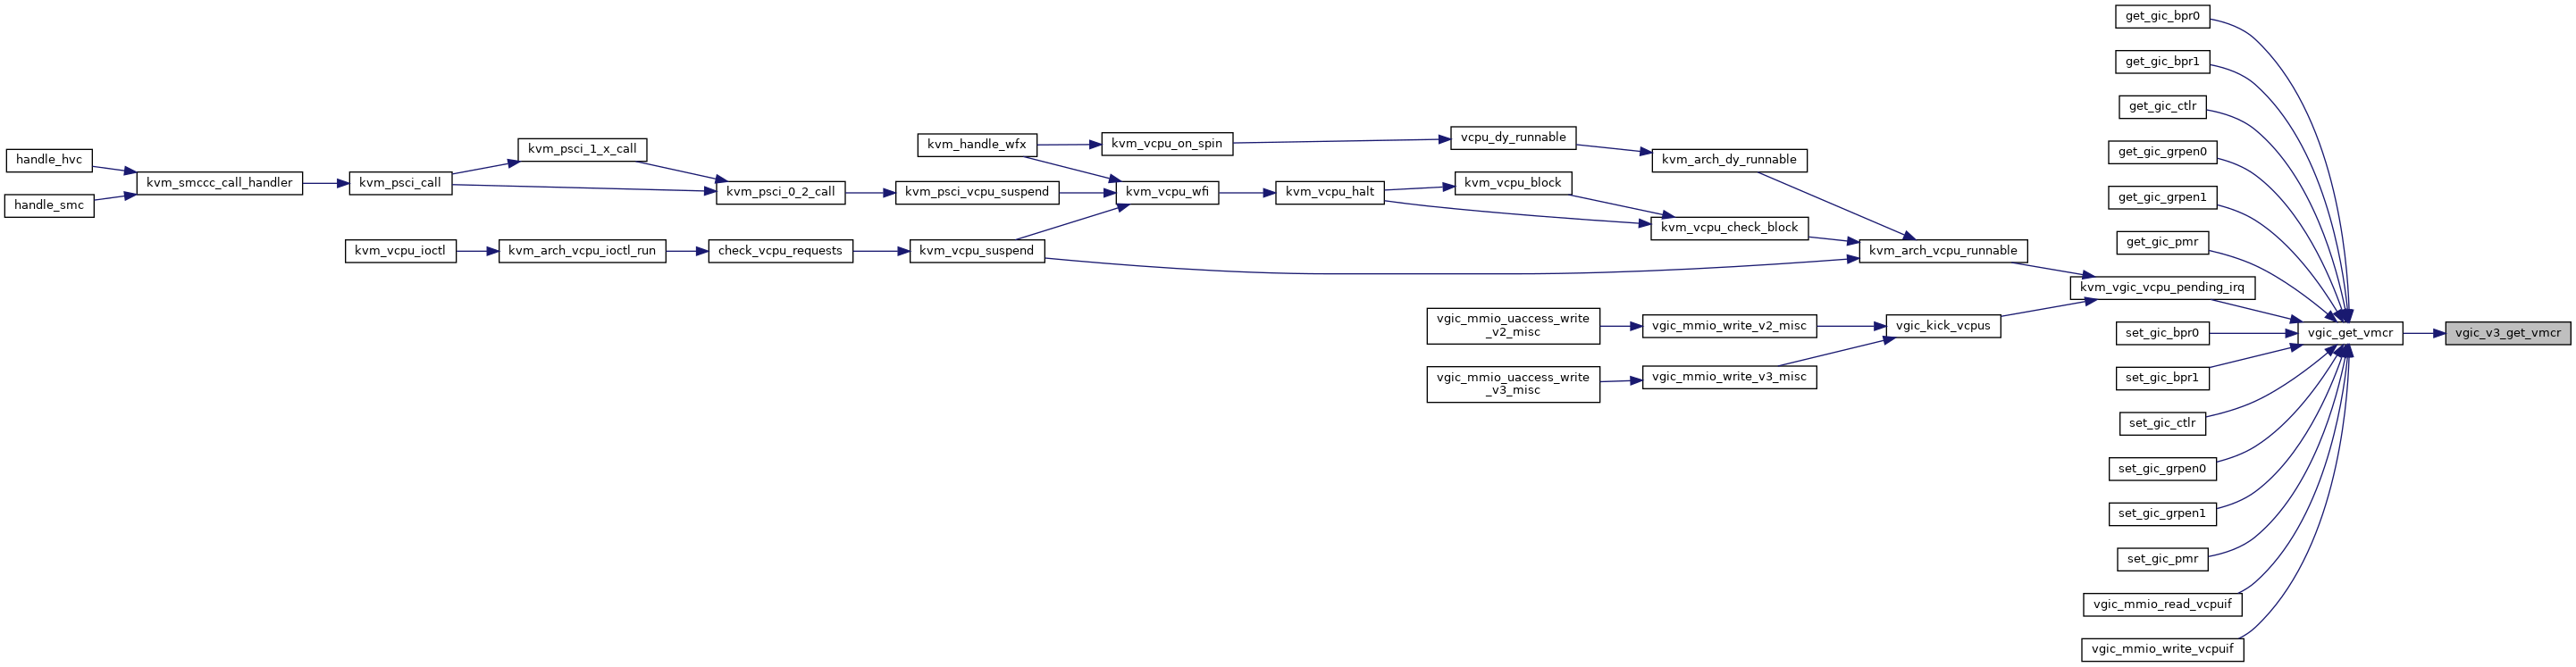 handle_hvc
handle_smc
kvm_smccc_call_handler
kvm_psci_call
kvm_psci_1_x_call
kvm_psci_0_2_call
kvm_vcpu_ioctl
kvm_arch_vcpu_ioctl_run
check_vcpu_requests
kvm_handle_wfx
kvm_psci_vcpu_suspend
kvm_vcpu_suspend
kvm_vcpu_on_spin
kvm_vcpu_wfi
kvm_vcpu_halt
vcpu_dy_runnable
kvm_vcpu_block
kvm_arch_dy_runnable
kvm_vcpu_check_block
kvm_arch_vcpu_runnable
vgic_mmio_uaccess_write
_v2_misc
vgic_mmio_uaccess_write
_v3_misc
vgic_mmio_write_v2_misc
vgic_mmio_write_v3_misc
vgic_kick_vcpus
get_gic_bpr0
get_gic_bpr1
get_gic_ctlr
get_gic_grpen0
get_gic_grpen1
get_gic_pmr
kvm_vgic_vcpu_pending_irq
set_gic_bpr0
set_gic_bpr1
set_gic_ctlr
set_gic_grpen0
set_gic_grpen1
set_gic_pmr
vgic_mmio_read_vcpuif
vgic_mmio_write_vcpuif
vgic_get_vmcr
vgic_v3_get_vmcr